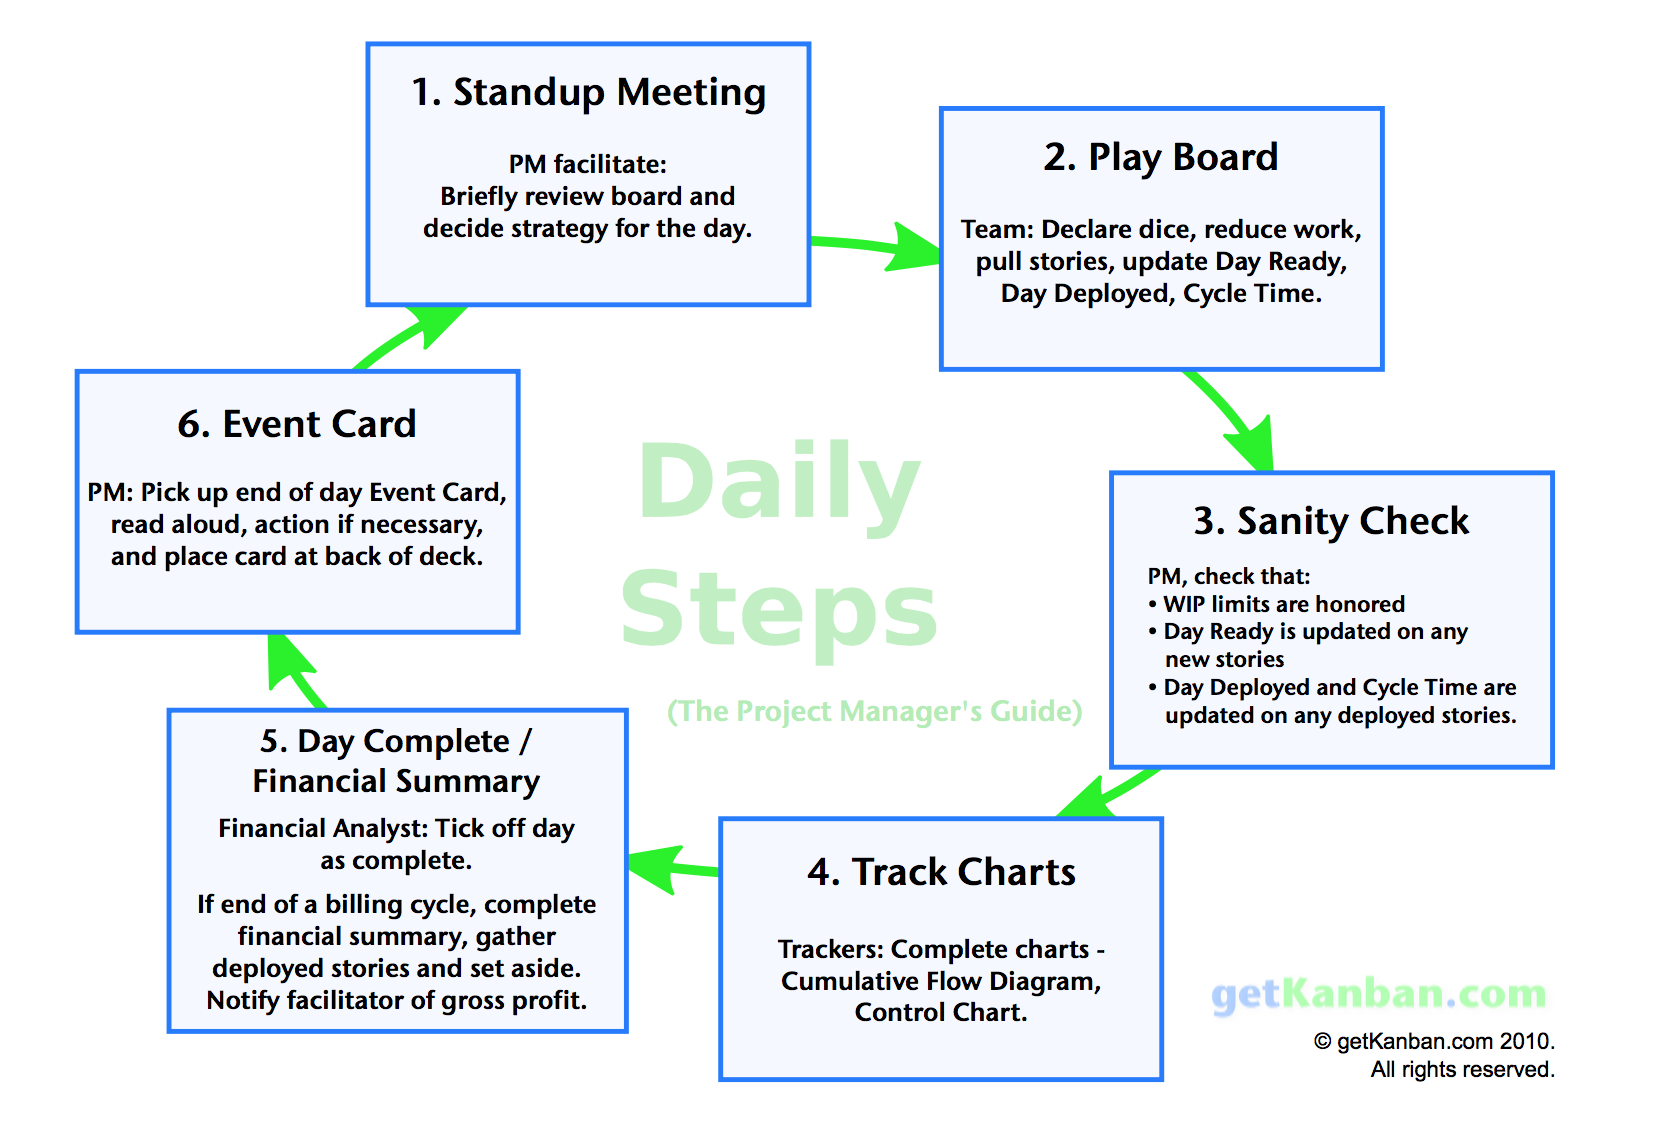 1. Standup Meeting
PM facilitate:
Briefly review board and
decide strategy for the day.
2. Play Board
Team: Declare dice, reduce work,
pull stories, update Day Ready,
Day Deployed, Cycle Time.
3. Sanity Check
PM, check that:
• WIP limits are honored
• Day Ready is updated on any
new stories
• Day Deployed and Cycle Time are
updated on any deployed stories.
4. Track Charts
Trackers: Complete charts -
Cumulative Flow Diagram,
Control Chart.
5. Day Complete /
Financial Summary
Financial Analyst: Tick off day
as complete.
If end of a billing cycle, complete
financial summary, gather
deployed stories and set aside.
Notify facilitator of gross profit.
6. Event Card
PM: Pick up end of day Event Card,
read aloud, action if necessary,
and place card at back of deck.
Daily
Steps
(The Project Manager's Guide)
getKanban.com
© getKanban.com 2010.
All rights reserved.